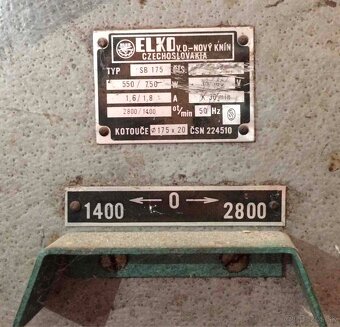 ELKO V.D.-NOVÝ KNÍN
CZECHOSLOVAKIA
TYP SB 175
550 / 750 W
1,6 / 1,8 A
2800 / 1400 ot/min 50 Hz
KOTOUČE Ø 175 x 20 ČSN 224510
← 0 →
1400 2800